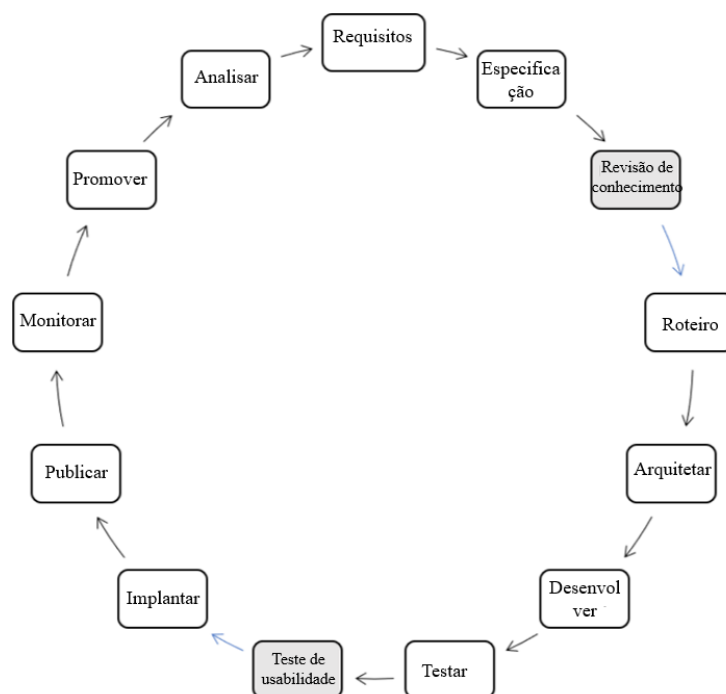 Requisitos
Especifica
ção
Revisão de
conhecimento
Roteiro
Arquitetar
Desenvol
ver
Testar
Teste de
usabilidade
Implantar
Publicar
Monitorar
Promover
Analisar